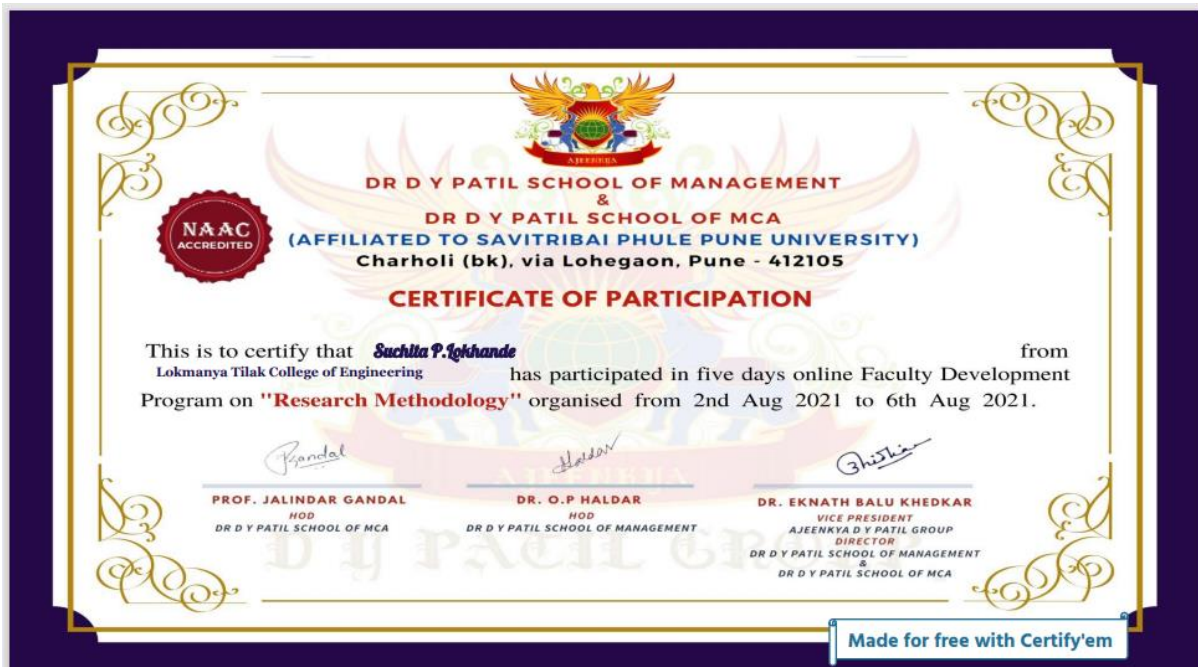 AJEENKYA
DR D Y PATIL SCHOOL OF MANAGEMENT
&
DR D Y PATIL SCHOOL OF MCA
(AFFILIATED TO SAVITRIBAI PHULE PUNE UNIVERSITY)
Charholi (bk), via Lohegaon, Pune - 412105
NAAC
ACCREDITED
CERTIFICATE OF PARTICIPATION
This is to certify that Suchita P.Lokhande from
Lokmanya Tilak College of Engineering has participated in five days online Faculty Development
Program on "Research Methodology" organised from 2nd Aug 2021 to 6th Aug 2021.
Haldar
PROF. JALINDAR GANDAL
HOD
DR D Y PATIL SCHOOL OF MCA
DR. O.P HALDAR
HOD
DR D Y PATIL SCHOOL OF MANAGEMENT
DR. EKNATH BALU KHEDKAR
VICE PRESIDENT
AJEENKYA D Y PATIL GROUP
DIRECTOR
DR D Y PATIL SCHOOL OF MANAGEMENT
&
DR D Y PATIL SCHOOL OF MCA
AJEENKYA
D Y PATIL GROUP
Made for free with Certify'em